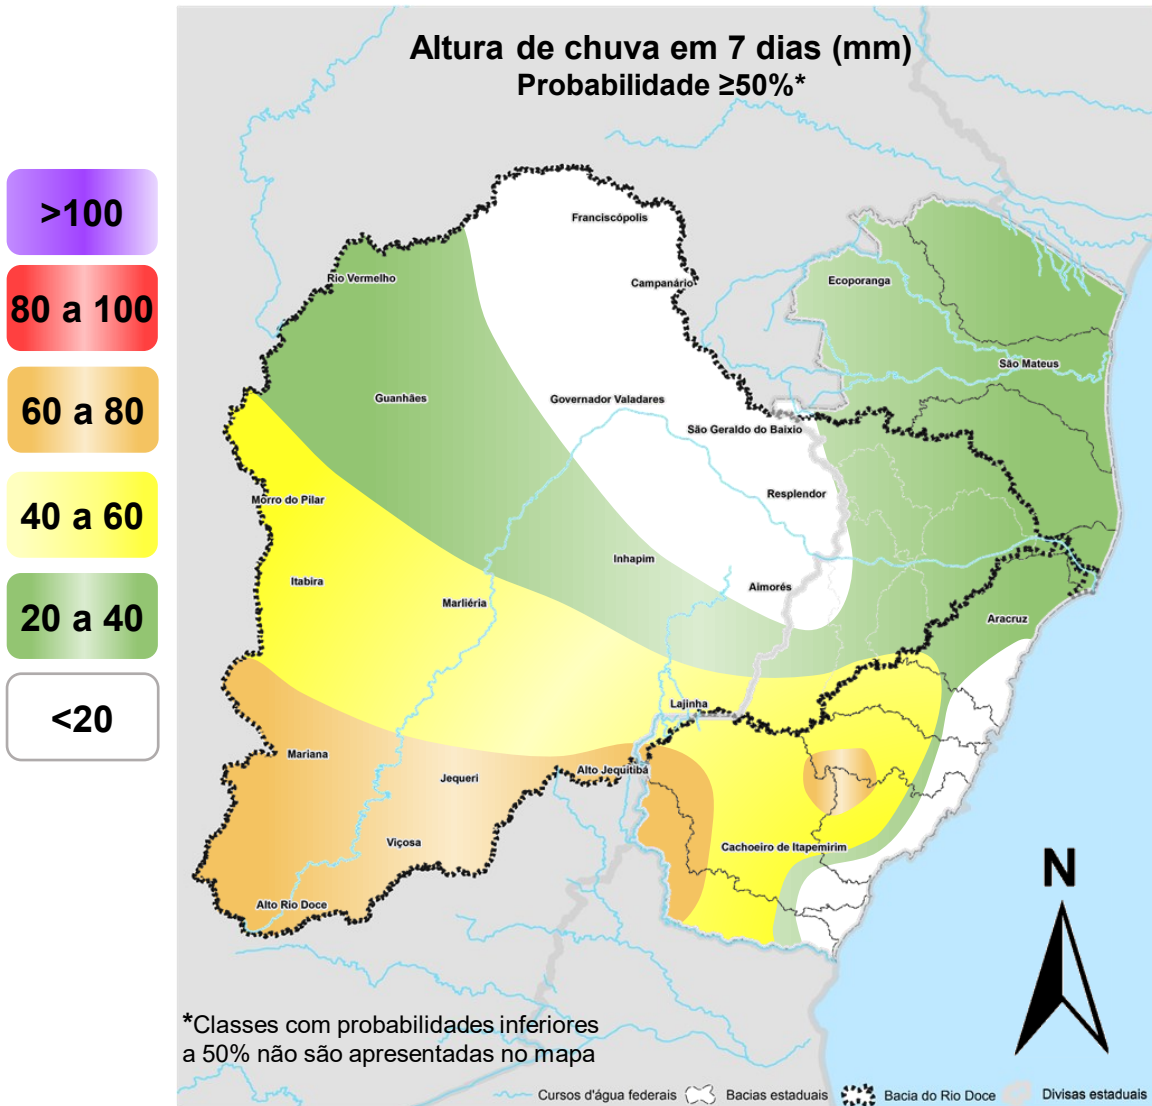 Altura de chuva em 7 dias (mm)
Probabilidade ≥50%*
>100
80 a 100
60 a 80
40 a 60
20 a 40
<20
Franciscópolis
Rio Vermelho
Campanário
Ecoporanga
São Mateus
Guanhães
Governador Valadares
São Geraldo do Baixio
Resplendor
Morro do Pilar
Itabira
Inhapim
Aimorés
Marliéria
Aracruz
Lajinha
Mariana
Jequeri
Alto Jequitibá
Viçosa
Cachoeiro de Itapemirim
Alto Rio Doce
N
*Classes com probabilidades inferiores
a 50% não são apresentadas no mapa
Cursos d'água federais Bacias estaduais Bacia do Rio Doce Divisas estaduais